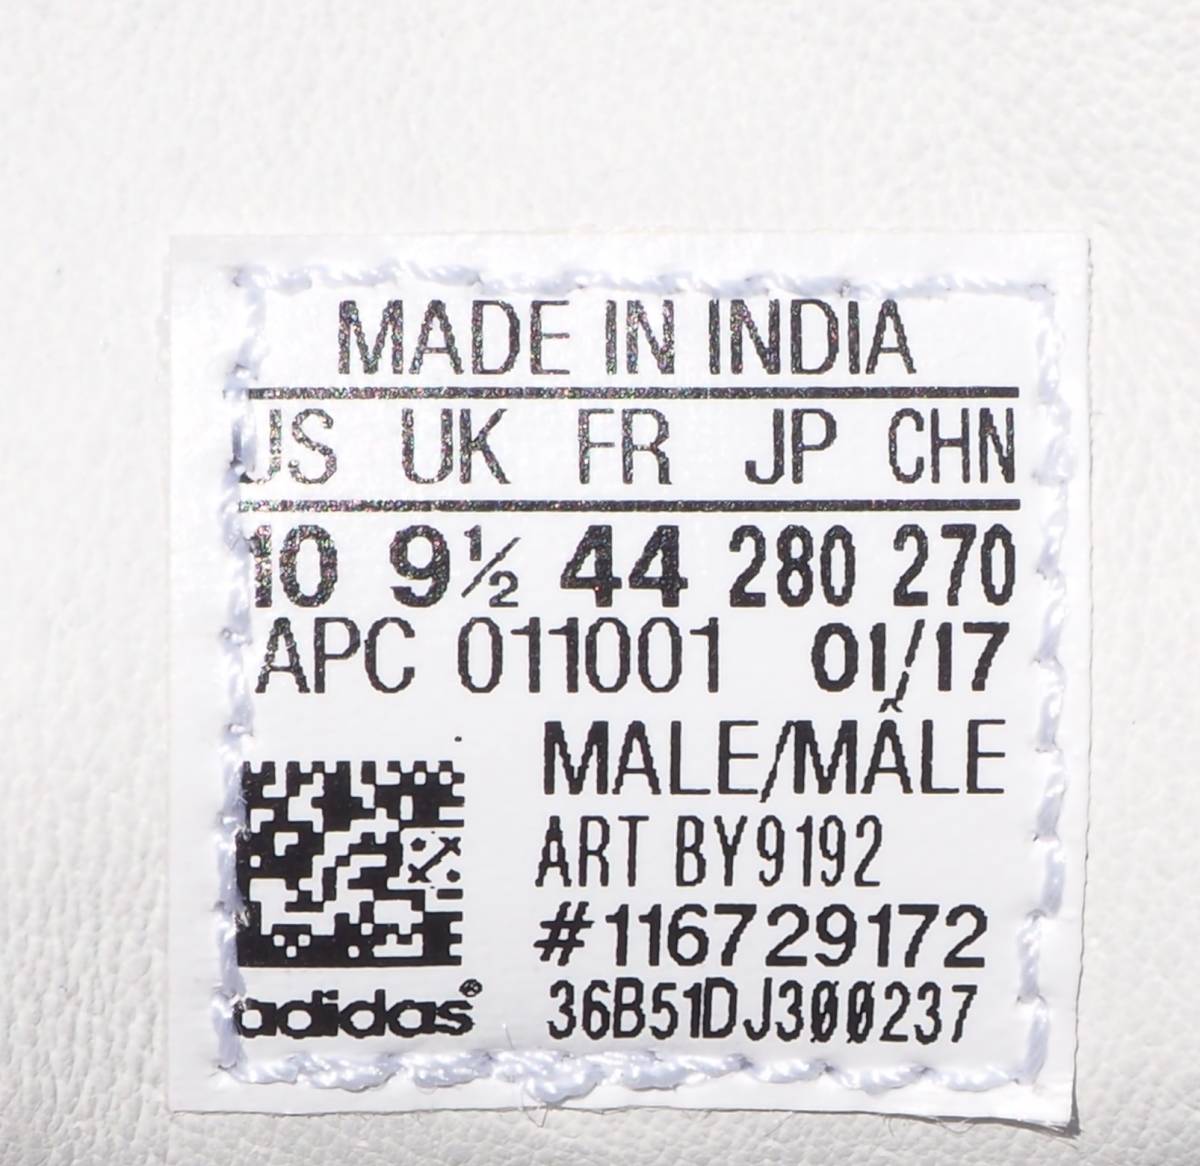 MADE IN INDIA
US UK FR JP CHN
10 9½ 44 280 270
APC 011001 01/17
MALE/MÂLE
ART BY9192
#116729172
adidas® 36B51DJ300237